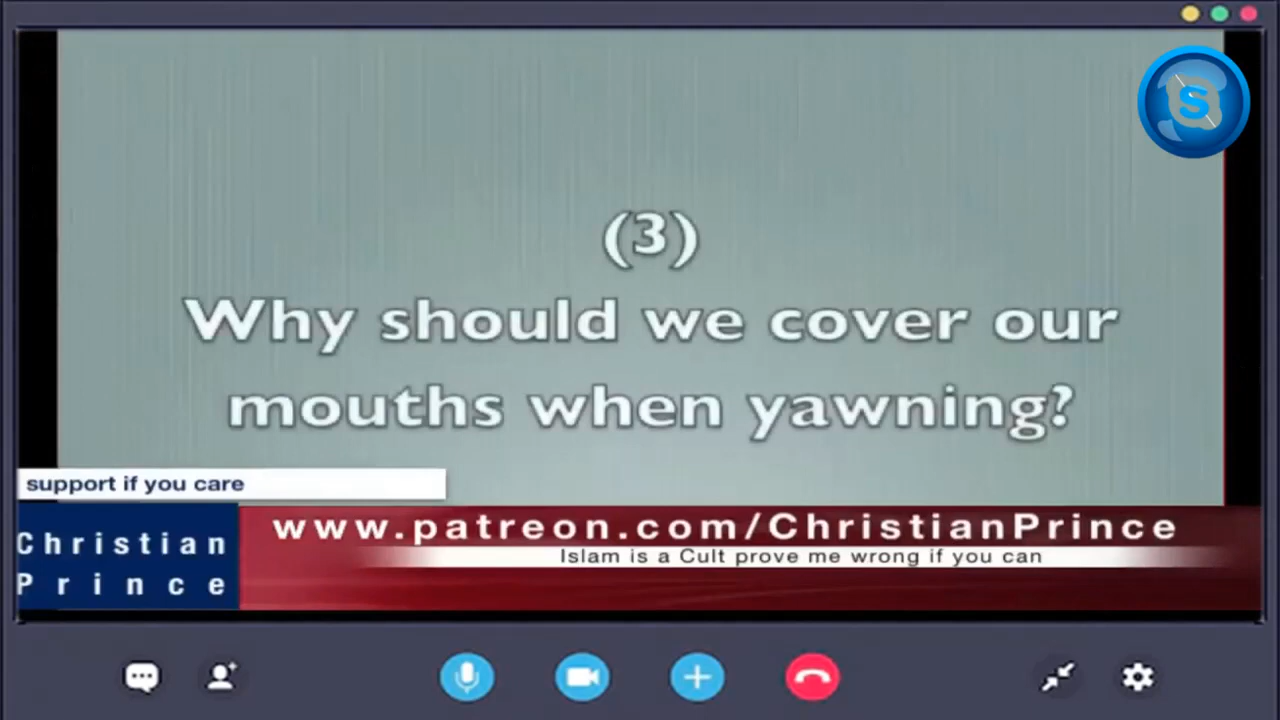 S
(3)
Why should we cover our
mouths when yawning?
support if you care
Christian
Prince
www.patreon.com/ChristianPrince
Islam is a Cult prove me wrong if you can